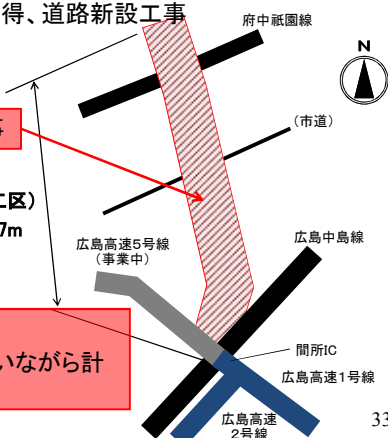 得、道路新設工事
府中祇園線
N
事
(市道)
工区)
7m
広島高速5号線
(事業中)
広島中島線
いながら計
間所IC
広島高速1号線
広島高速
2号線
33